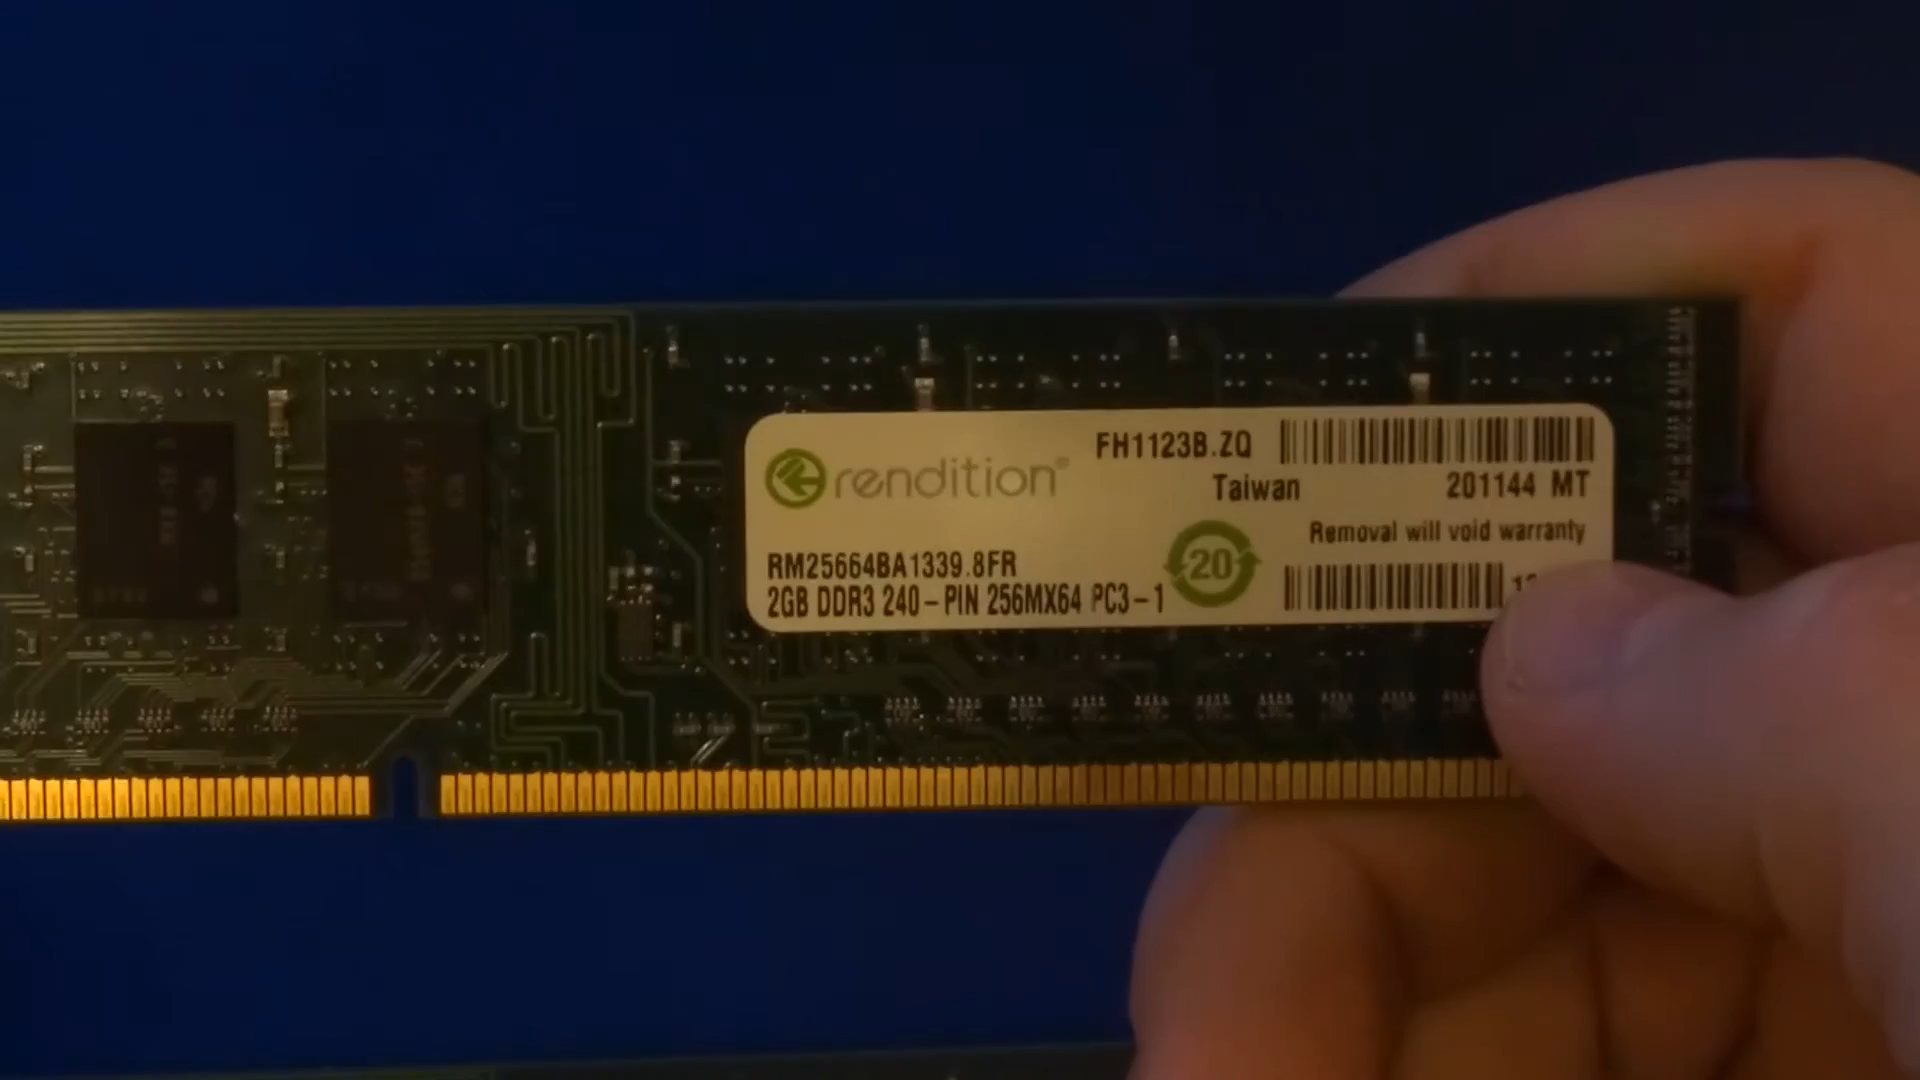 rendition®
FH1123B.ZQ
Taiwan
201144 MT
Removal will void warranty
RM25664BA1339.8FR
20
2GB DDR3 240-PIN 256MX64 PC3-1